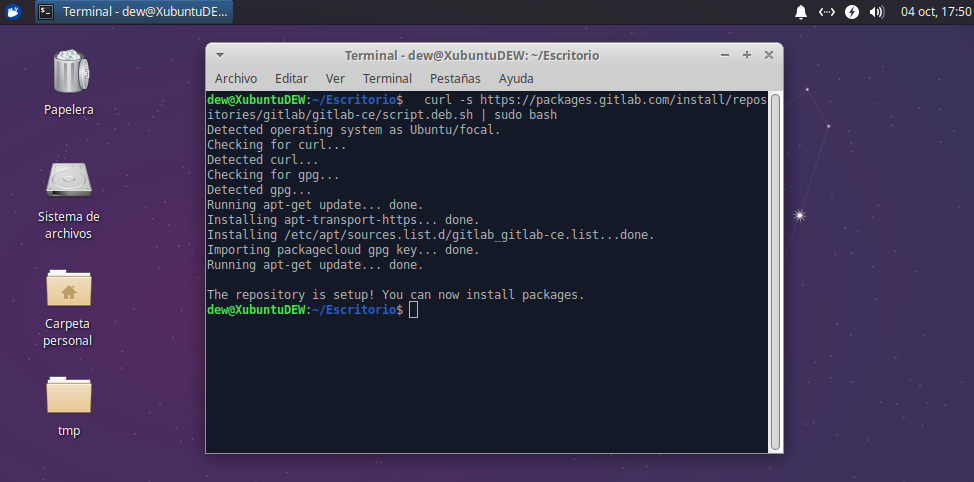 Terminal - dew@XubuntuDE...
04 oct, 17:50
Papelera
Sistema de
archivos
Carpeta
personal
tmp
Terminal - dew@XubuntuDEW: ~/Escritorio
Archivo Editar Ver Terminal Pestañas Ayuda
dew@XubuntuDEW:~/Escritorio$   curl -s https://packages.gitlab.com/install/repos
itories/gitlab/gitlab-ce/script.deb.sh | sudo bash
Detected operating system as Ubuntu/focal.
Checking for curl...
Detected curl...
Checking for gpg...
Detected gpg...
Running apt-get update... done.
Installing apt-transport-https... done.
Installing /etc/apt/sources.list.d/gitlab_gitlab-ce.list...done.
Importing packagecloud gpg key... done.
Running apt-get update... done.
The repository is setup! You can now install packages.
dew@XubuntuDEW:~/Escritorio$